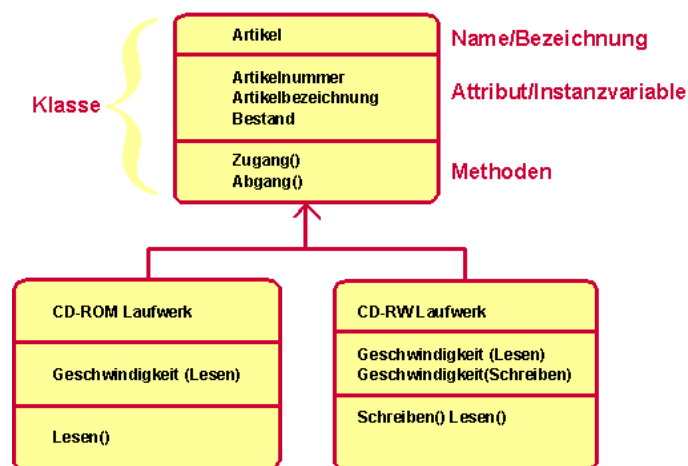 Artikel
Name/Bezeichnung
Klasse
Artikelnummer
Artikelbezeichnung
Bestand
Attribut/Instanzvariable
Zugang()
Abgang()
Methoden
CD-ROM Laufwerk
Geschwindigkeit (Lesen)
Lesen()
CD-RW Laufwerk
Geschwindigkeit (Lesen)
Geschwindigkeit(Schreiben)
Schreiben() Lesen()